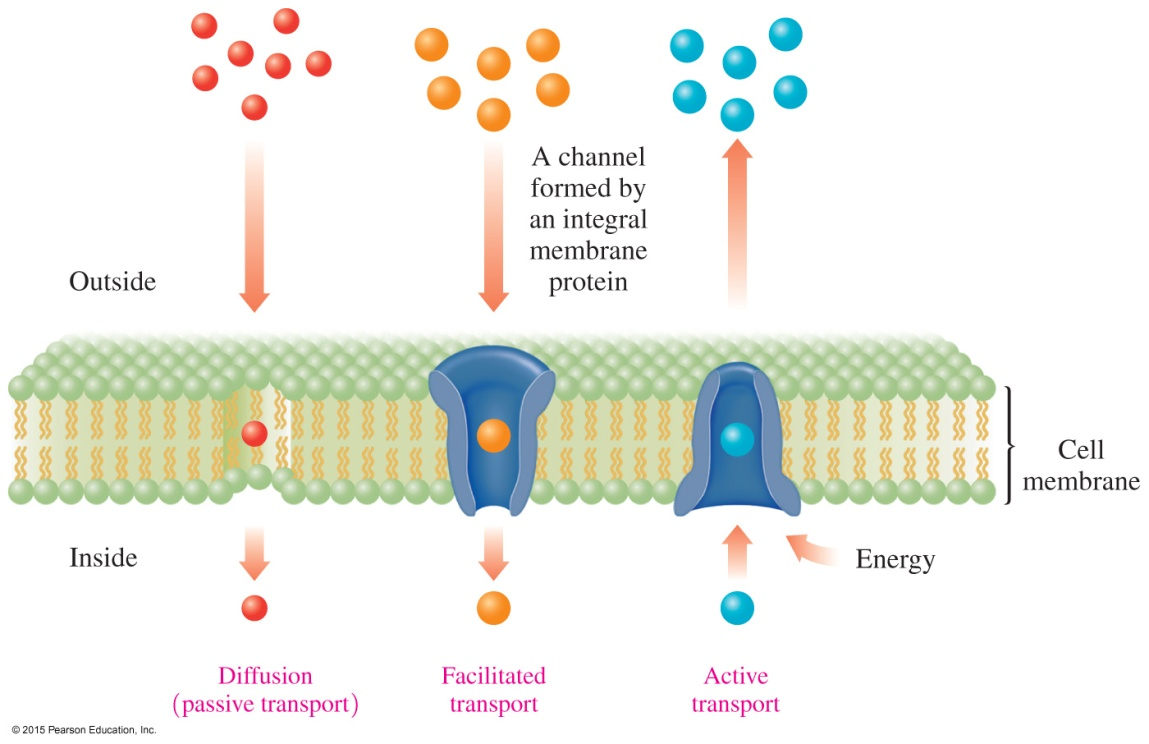 A channel
formed by
an integral
membrane
protein
Outside
Cell
membrane
Inside
Energy
Diffusion
(passive transport)
Facilitated
transport
Active
transport
© 2015 Pearson Education, Inc.